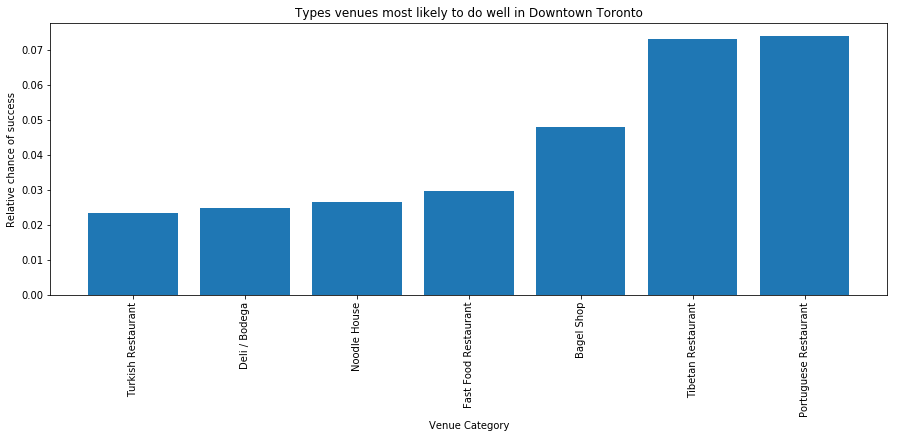 Types venues most likely to do well in Downtown Toronto
Relative chance of success
0.07
0.06
0.05
0.04
0.03
0.02
0.01
0.00
Turkish Restaurant
Deli / Bodega
Noodle House
Fast Food Restaurant
Bagel Shop
Tibetan Restaurant
Portuguese Restaurant
Venue Category